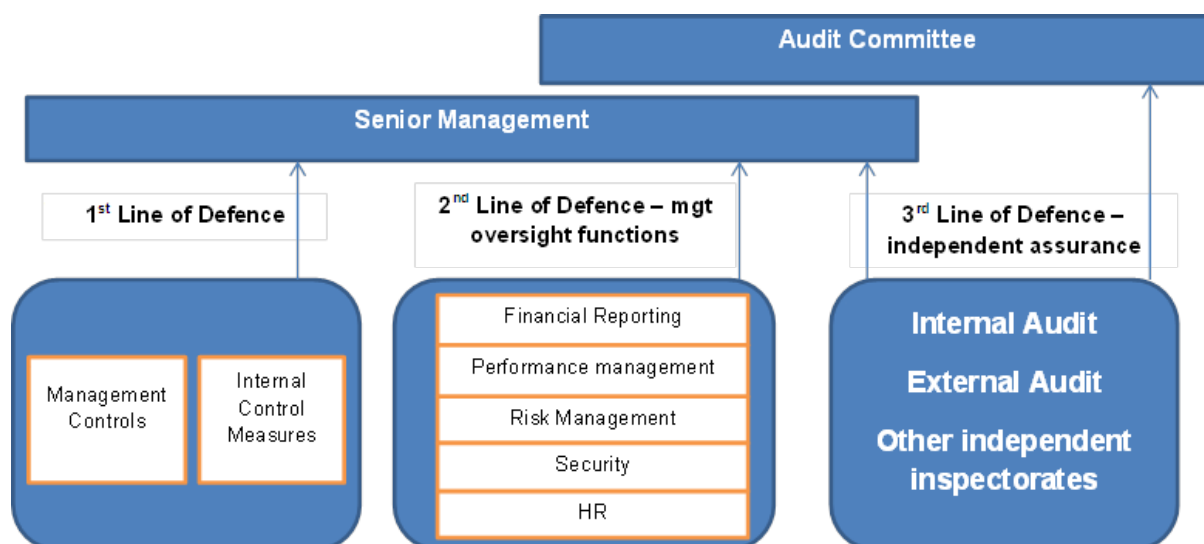 Audit Committee
Senior Management
1st Line of Defence
2nd Line of Defence – mgt
oversight functions
3rd Line of Defence –
independent assurance
Management
Controls
Internal
Control
Measures
Financial Reporting
Performance management
Risk Management
Security
HR
Internal Audit
External Audit
Other independent
inspectorates